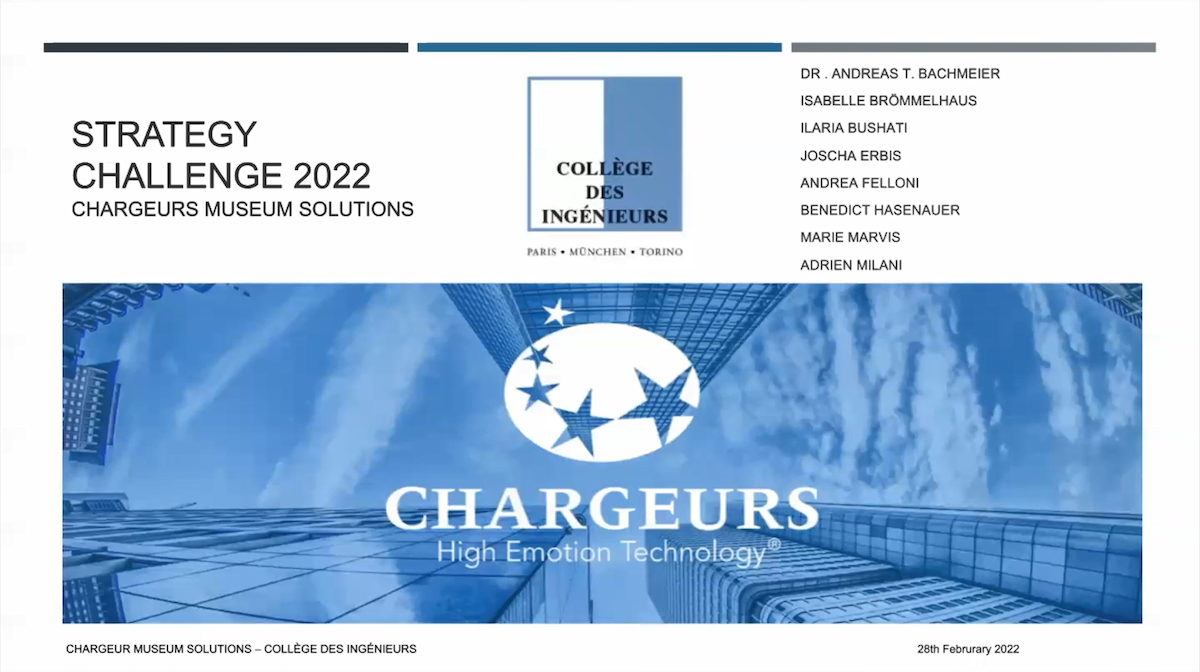 STRATEGY
CHALLENGE 2022
CHARGEURS MUSEUM SOLUTIONS
COLLÈGE
DES
INGÉNIEURS
PARIS • MÜNCHEN • TORINO
DR . ANDREAS T. BACHMEIER
ISABELLE BRÖMMELHAUS
ILARIA BUSHATI
JOSCHA ERBIS
ANDREA FELLONI
BENEDICT HASENAUER
MARIE MARVIS
ADRIEN MILANI
CHARGEURS
High Emotion Technology®
CHARGEUR MUSEUM SOLUTIONS – COLLÈGE DES INGÉNIEURS
28th Februrary 2022